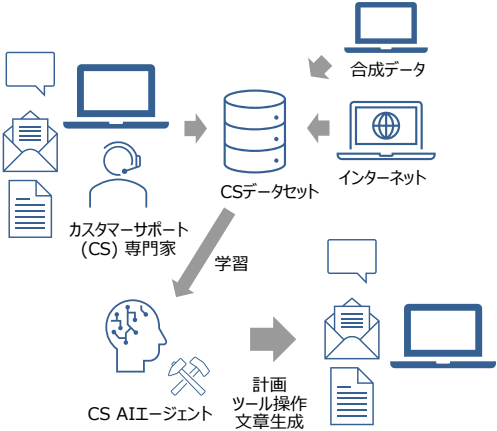 合成データ
インターネット
CSデータセット
カスタマーサポート
(CS) 専門家
学習
計画
ツール操作
文章生成
CS AIエージェント